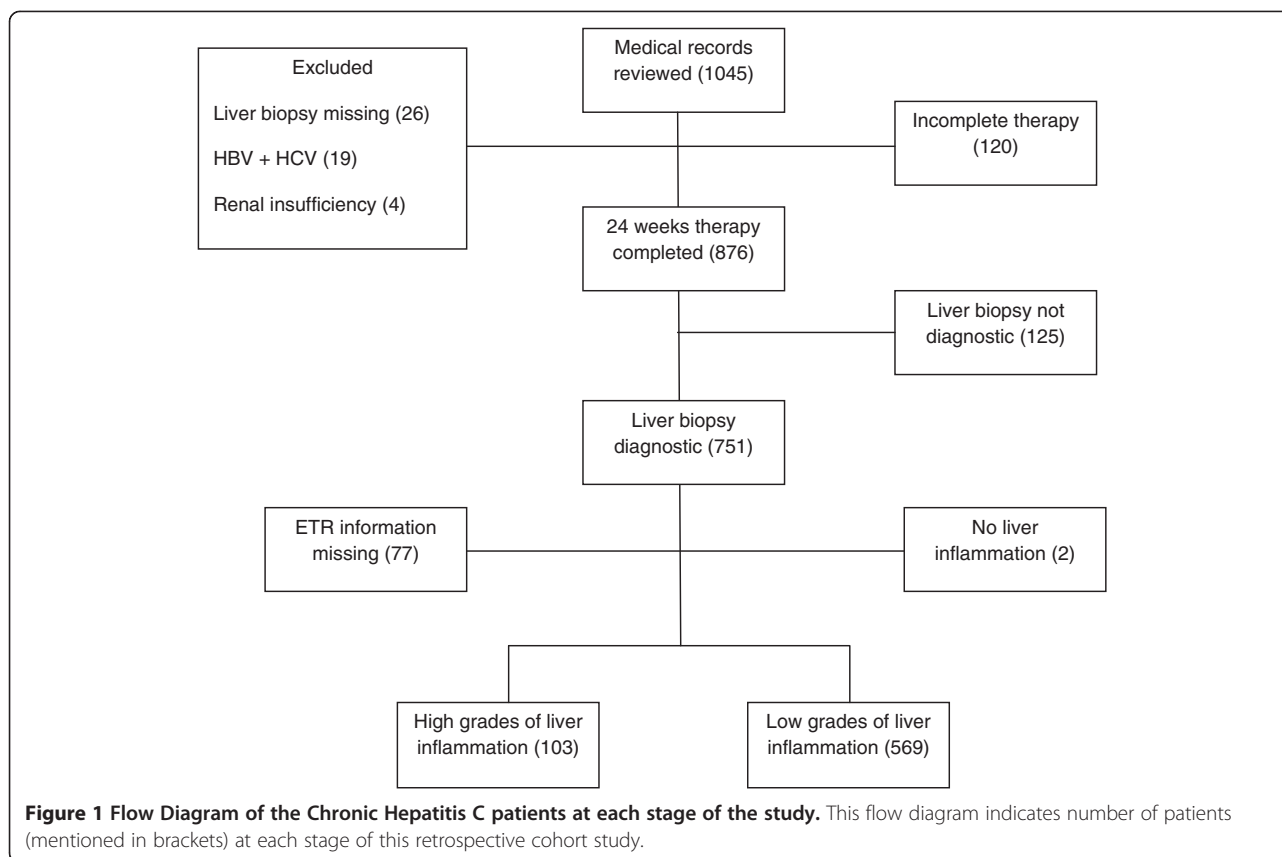 Medical records
reviewed (1045)
Excluded
Liver biopsy missing (26)
HBV + HCV (19)
Renal insufficiency (4)
Incomplete therapy
(120)
24 weeks therapy
completed (876)
Liver biopsy not
diagnostic (125)
Liver biopsy
diagnostic (751)
ETR information
missing (77)
No liver
inflammation (2)
High grades of liver
inflammation (103)
Low grades of liver
inflammation (569)
Figure 1 Flow Diagram of the Chronic Hepatitis C patients at each stage of the study. This flow diagram indicates number of patients
(mentioned in brackets) at each stage of this retrospective cohort study.